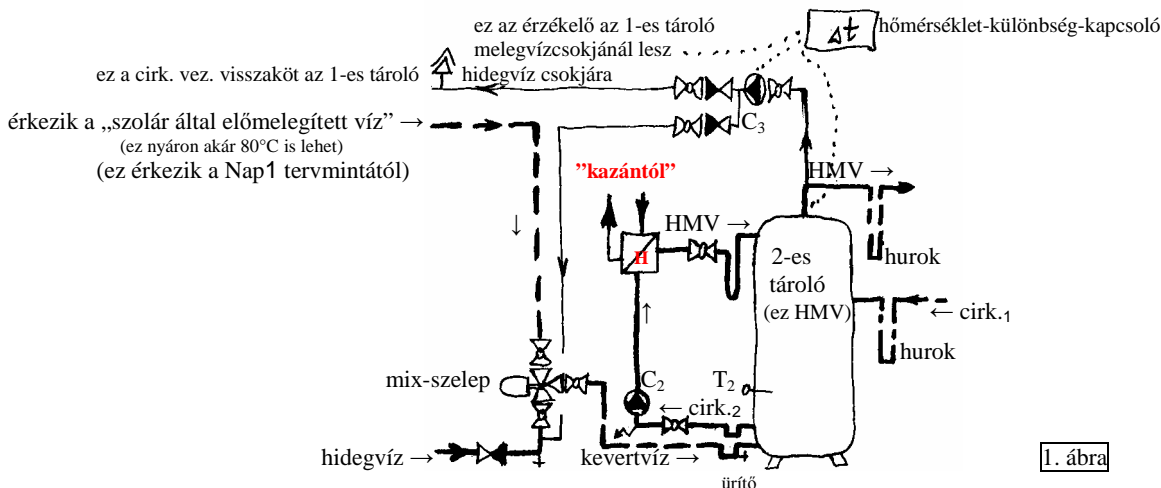 ez az érzékelő az 1-es tároló
melegvízcsokjánál lesz
Δt
hőmérséklet-különbség-kapcsoló
ez a cirk. vez. visszaköt az 1-es tároló
hidegvíz csokjára
érkezik a „szolár által előmelegített víz” →
(ez nyáron akár 80°C is lehet)
(ez érkezik a Nap1 tervmintától)
C3
”kazántól”
HMV →
↓
HMV →
H
2-es
tároló
(ez HMV)
hurok
← cirk.1
↑
hurok
mix-szelep
C2
T2
← cirk.2
hidegvíz →
kevertvíz →
ürítő
1. ábra